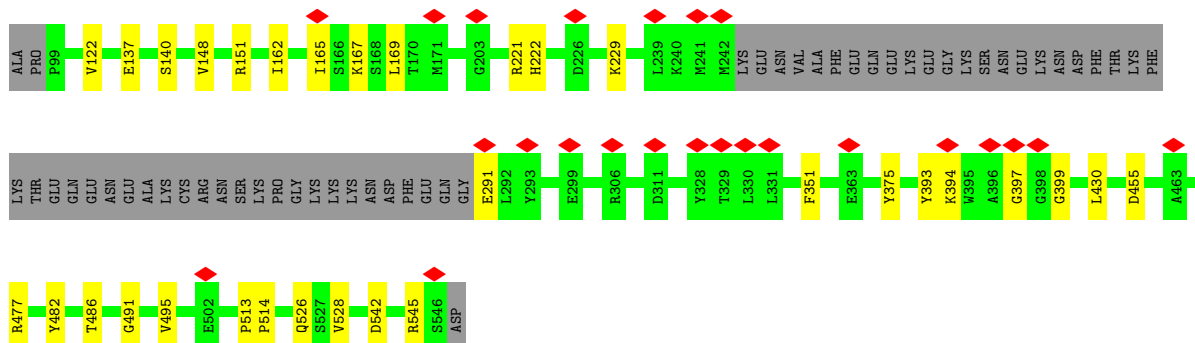 ALA PRO P99 V122 E137 S140 V148 R151 I162 I165 S166 K167 S168 L169 T170 M171 G203 R221 H222 D226 K229 L239 K240 M241 M242 LYS GLU ASN VAL ALA PHE GLU GLN GLU LYS GLU GLY LYS SER ASN GLU LYS ASN ASP PHE THR LYS PHE
LYS THR GLU GLN GLU ASN GLU ALA LYS CYS ARG ASN SER LYS PRO GLY LYS LYS LYS ASN ASP PHE GLU GLN GLY E291 L292 Y293 E299 R306 D311 Y328 T329 L330 L331 F351 E363 Y375 Y393 K394 W395 A396 G397 G398 G399 L430 D455 A463
R477 Y482 T486 G491 V495 E502 P513 P514 Q526 S527 V528 D542 R545 S546 ASP